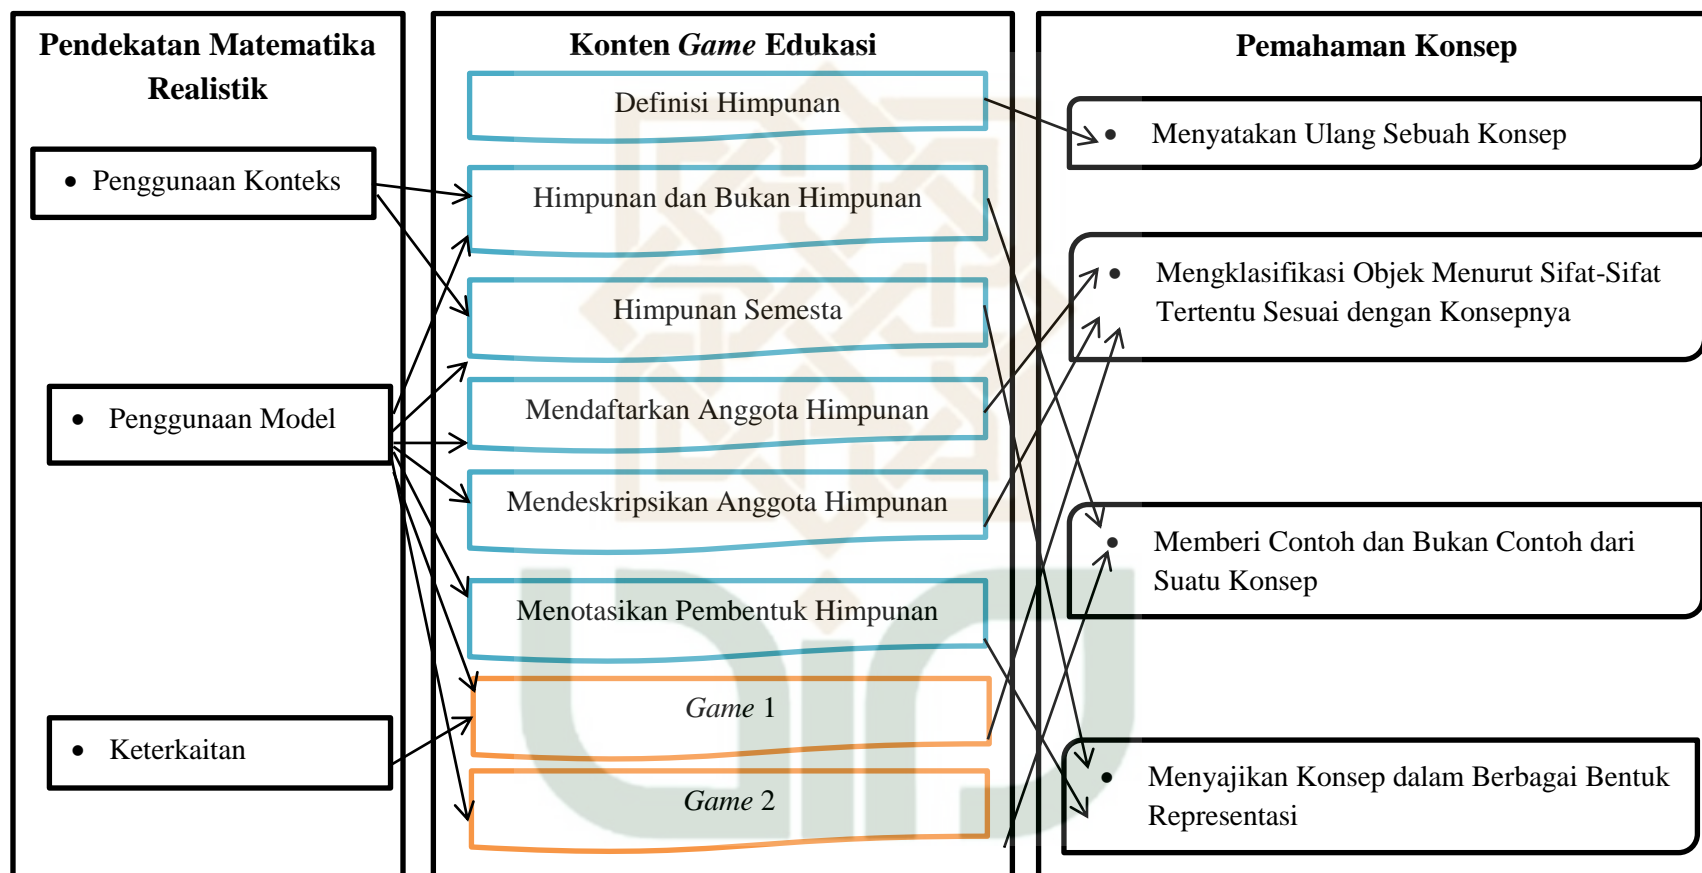 Pendekatan Matematika
Realistik
• Penggunaan Konteks
• Penggunaan Model
• Keterkaitan
Konten Game Edukasi
Definisi Himpunan
Himpunan dan Bukan Himpunan
Himpunan Semesta
Mendaftarkan Anggota Himpunan
Mendeskripsikan Anggota Himpunan
Menotasikan Pembentuk Himpunan
Game 1
Game 2
Pemahaman Konsep
• Menyatakan Ulang Sebuah Konsep
• Mengklasifikasi Objek Menurut Sifat-Sifat
Tertentu Sesuai dengan Konsepnya
• Memberi Contoh dan Bukan Contoh dari
Suatu Konsep
• Menyajikan Konsep dalam Berbagai Bentuk
Representasi